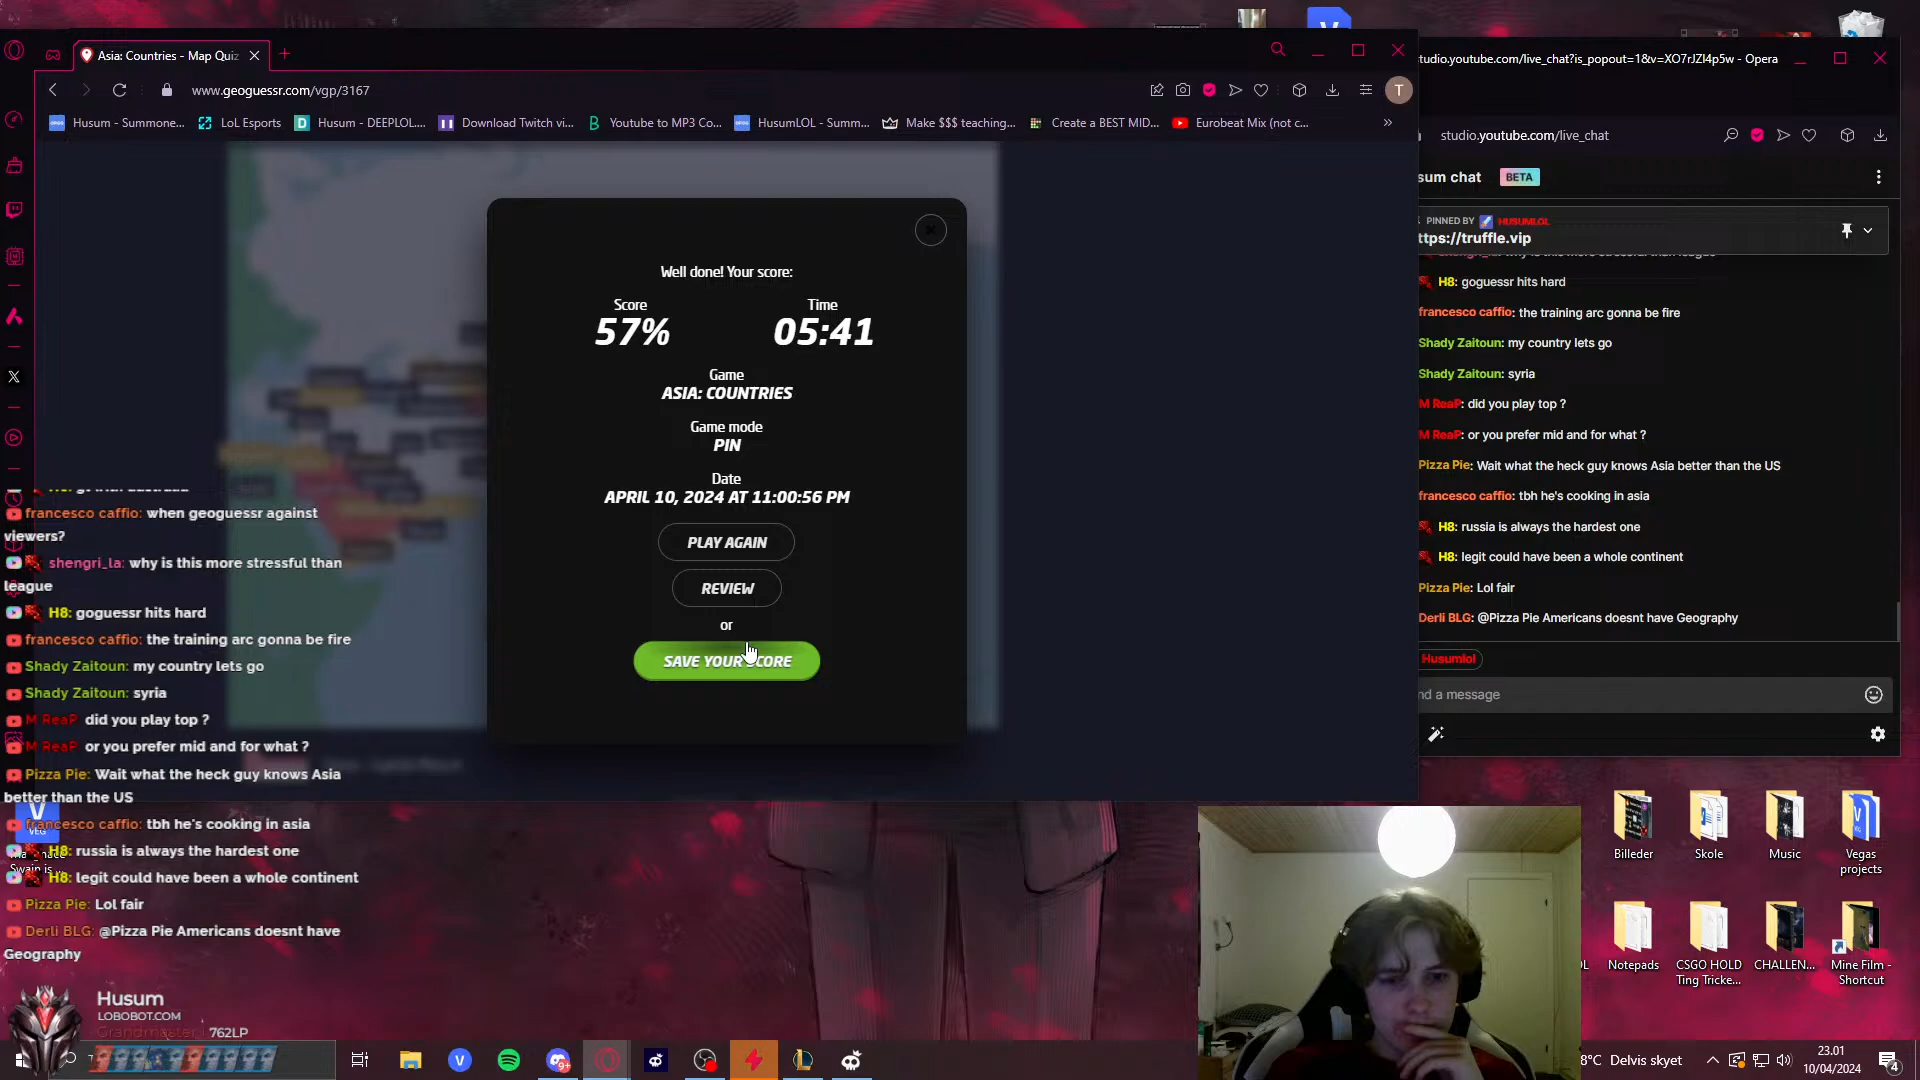 Asia: Countries - Map Quiz
www.geoguessr.com/vgp/3167
T
Husum - Summone...
LoL Esports
Husum - DEEPLOL....
Download Twitch vi...
Youtube to MP3 Co...
HusumLOL - Summ...
Make $$$ teaching...
Create a BEST MID...
Eurobeat Mix (not c...
Well done! Your score:
Score
57%
Time
05:41
Game
ASIA: COUNTRIES
Game mode
PIN
Date
APRIL 10, 2024 AT 11:00:56 PM
PLAY AGAIN
REVIEW
or
SAVE YOUR SCORE
tudio.youtube.com/live_chat?is_popout=1&v=XO7rJZI4p5w - Opera
studio.youtube.com/live_chat
sum chat
BETA
PINNED BY HUSUMLOL
ttps://truffle.vip
H8: goguessr hits hard
francesco caffio: the training arc gonna be fire
Shady Zaitoun: my country lets go
Shady Zaitoun: syria
M ReaP: did you play top ?
M ReaP: or you prefer mid and for what ?
Pizza Pie: Wait what the heck guy knows Asia better than the US
francesco caffio: tbh he's cooking in asia
H8: russia is always the hardest one
H8: legit could have been a whole continent
Pizza Pie: Lol fair
Derli BLG: @Pizza Pie Americans doesnt have Geography
Husumlol
nd a message
francesco caffio: when geoguessr against
viewers?
shengri_la: why is this more stressful than
league
H8: goguessr hits hard
francesco caffio: the training arc gonna be fire
Shady Zaitoun: my country lets go
Shady Zaitoun: syria
M ReaP did you play top ?
M ReaP or you prefer mid and for what ?
Pizza Pie: Wait what the heck guy knows Asia
better than the US
francesco caffio: tbh he's cooking in asia
H8: russia is always the hardest one
H8: legit could have been a whole continent
Pizza Pie: Lol fair
Derli BLG: @Pizza Pie Americans doesnt have
Geography
Husum
LOBOBOT.COM
Grandmaster I 762LP
Billeder
Skole
Music
Vegas
projects
Notepads
CSGO HOLD
Ting Tricke...
CHALLEN...
Mine Film -
Shortcut
8°C Delvis skyet
23.01
10/04/2024
4